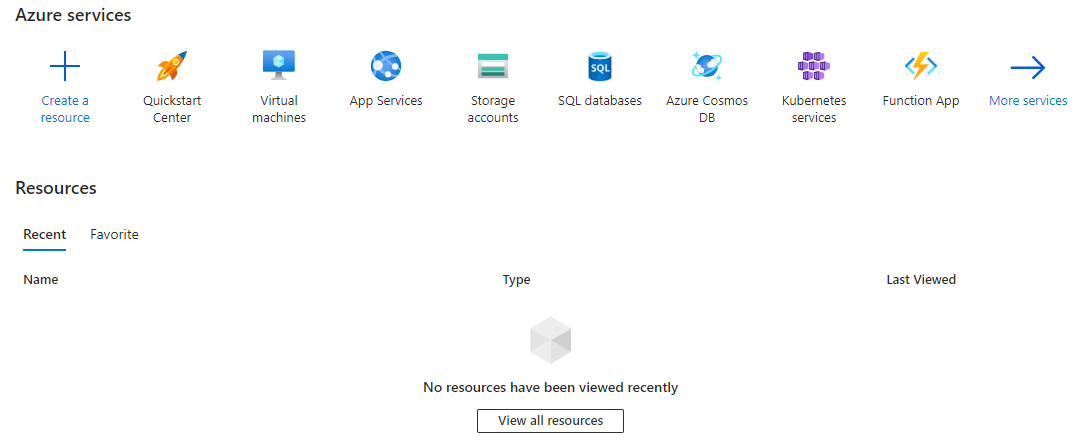 Azure services
Create a resource
Quickstart Center
Virtual machines
App Services
Storage accounts
SQL
SQL databases
Azure Cosmos DB
Kubernetes services
Function App
More services
Resources
Recent Favorite
Name Type Last Viewed
No resources have been viewed recently
View all resources